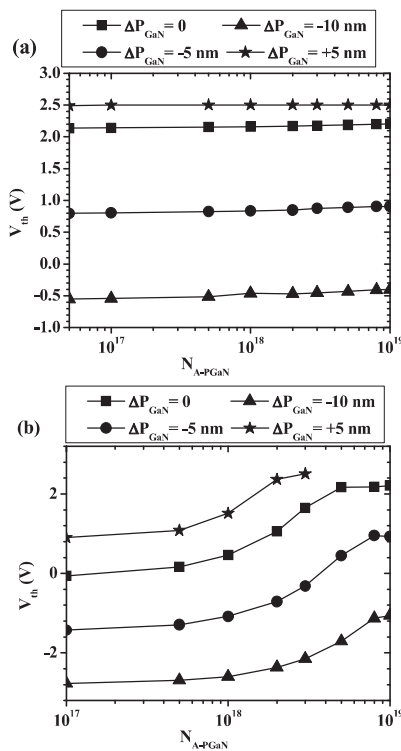 ΔP_GaN = 0 ΔP_GaN = -10 nm
ΔP_GaN = -5 nm ΔP_GaN = +5 nm
(a)
3.0
2.5
2.0
1.5
1.0
0.5
0.0
-0.5
-1.0
V_th (V)
10^17 10^18 10^19
N_A-PGaN
ΔP_GaN = 0 ΔP_GaN = -10 nm
ΔP_GaN = -5 nm ΔP_GaN = +5 nm
(b)
2
0
-2
V_th (V)
10^17 10^18 10^19
N_A-PGaN